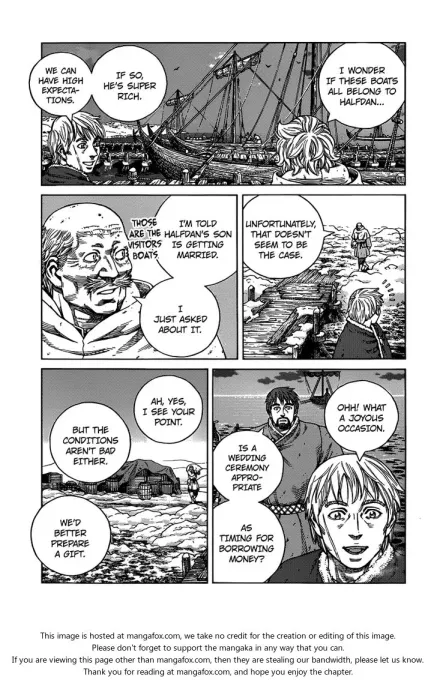 I WONDER
IF THESE BOATS
ALL BELONG TO
HALFDAN...
IF SO,
HE'S SUPER
RICH.
WE CAN
HAVE HIGH
EXPECTA-
TIONS.
UNFORTUNATELY,
THAT DOESN'T
SEEM TO BE
THE CASE.
I'M TOLD
HALFDAN'S SON
IS GETTING
MARRIED.
THOSE
ARE THE
VISITORS
BOATS
I
JUST ASKED
ABOUT IT.
OHH! WHAT
A JOYOUS
OCCASION.
IS A
WEDDING
CEREMONY
APPRO-
PRIATE
AS
TIMING FOR
BORROWING
MONEY?
AH, YES,
I SEE YOUR
POINT.
BUT THE
CONDITIONS
AREN'T BAD
EITHER.
WE'D
BETTER
PREPARE
A GIFT.
This image is hosted at mangafox.com, we take no credit for the creation or editing of this image.
Please don't forget to support the mangaka in any way that you can.
If you are viewing this page other than mangafox.com, then they are stealing our bandwidth, please let us know.
Thank you for reading at mangafox.com, and hope you enjoy the chapter.